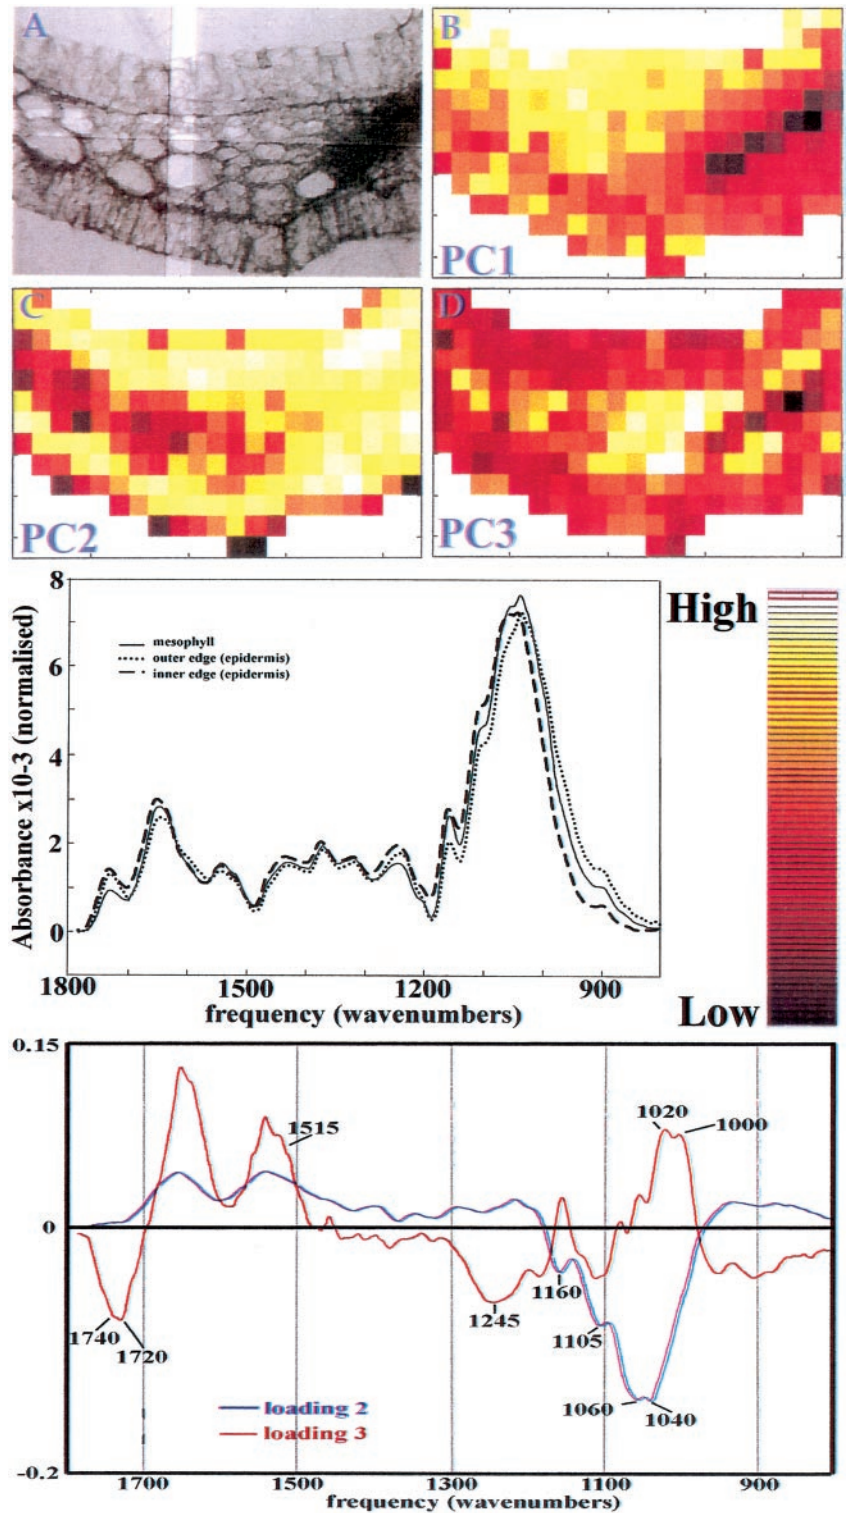 A
B
PC1
C
PC2
D
PC3
8
6
4
2
0
Absorbance x10-3 (normalised)
mesophyll
outer edge (epidermis)
inner edge (epidermis)
1800
1500
1200
900
frequency (wavenumbers)
High
Low
0.15
0
-0.2
1515
1020
1000
1740
1720
1245
1160
1105
1060
1040
loading 2
loading 3
1700
1500
1300
1100
900
frequency (wavenumbers)